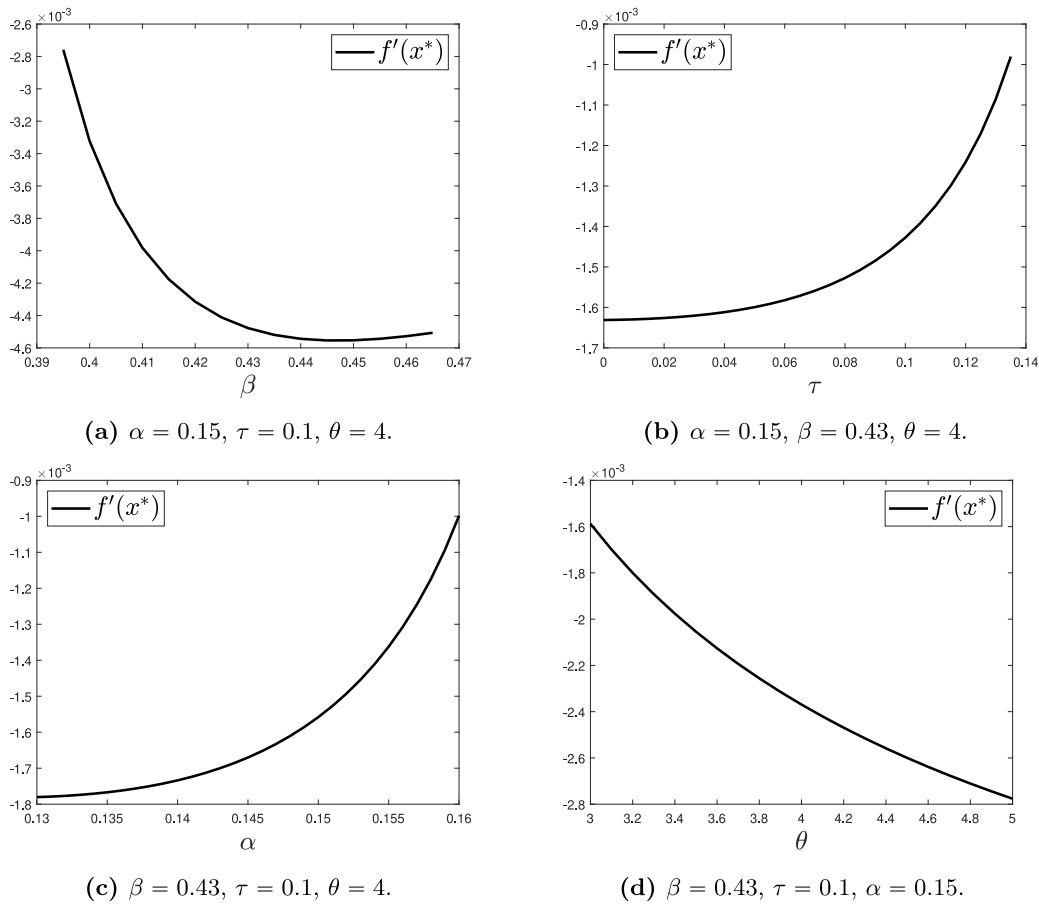 ×10⁻³
-2.6
-2.8
-3
-3.2
-3.4
-3.6
-3.8
-4
-4.2
-4.4
-4.6
0.39 0.4 0.41 0.42 0.43 0.44 0.45 0.46 0.47
f′(x*)
β
(a) α = 0.15, τ = 0.1, θ = 4.
×10⁻³
-0.9
-1
-1.1
-1.2
-1.3
-1.4
-1.5
-1.6
-1.7
0 0.02 0.04 0.06 0.08 0.1 0.12 0.14
f′(x*)
τ
(b) α = 0.15, β = 0.43, θ = 4.
×10⁻³
-0.9
-1
-1.1
-1.2
-1.3
-1.4
-1.5
-1.6
-1.7
-1.8
0.13 0.135 0.14 0.145 0.15 0.155 0.16
f′(x*)
α
(c) β = 0.43, τ = 0.1, θ = 4.
×10⁻³
-1.4
-1.6
-1.8
-2
-2.2
-2.4
-2.6
-2.8
3 3.2 3.4 3.6 3.8 4 4.2 4.4 4.6 4.8 5
f′(x*)
θ
(d) β = 0.43, τ = 0.1, α = 0.15.